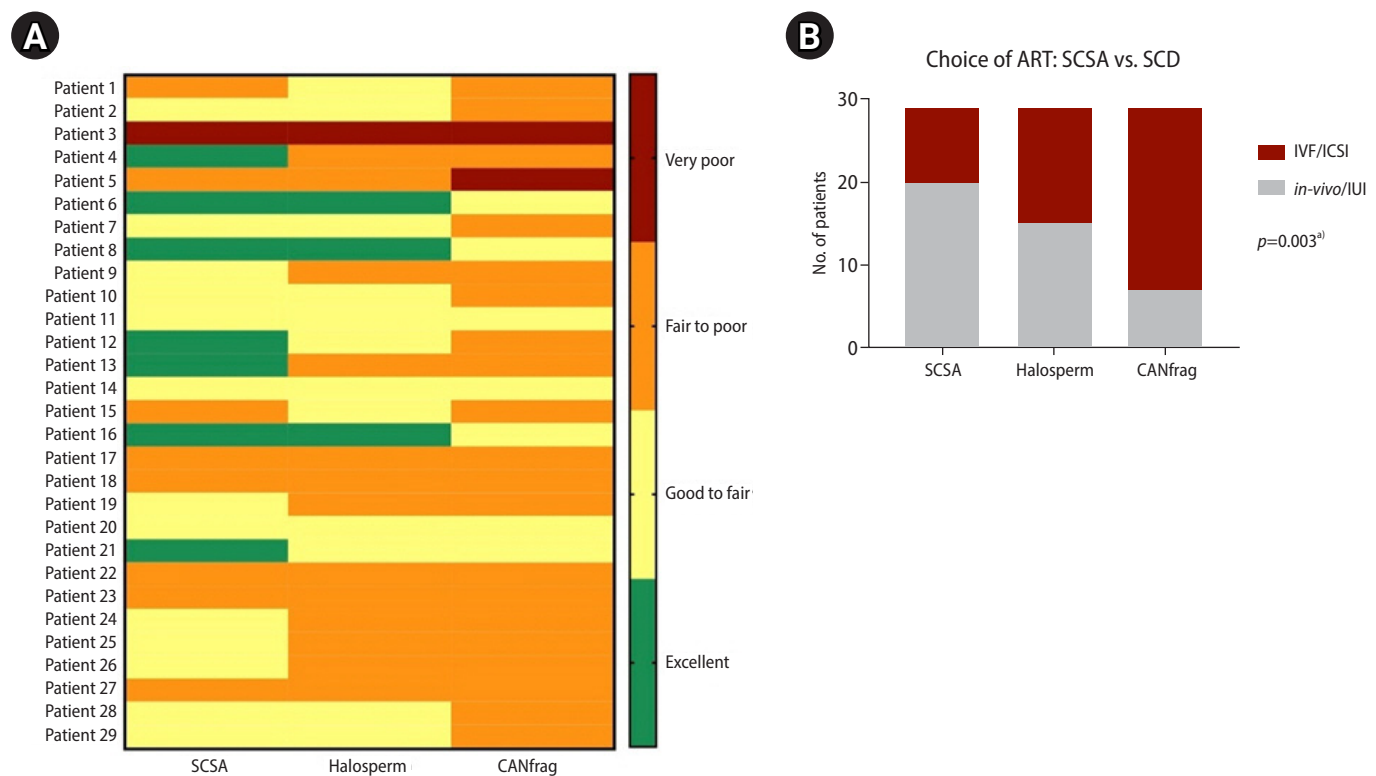 A
Patient 1
Patient 2
Patient 3
Patient 4
Patient 5
Patient 6
Patient 7
Patient 8
Patient 9
Patient 10
Patient 11
Patient 12
Patient 13
Patient 14
Patient 15
Patient 16
Patient 17
Patient 18
Patient 19
Patient 20
Patient 21
Patient 22
Patient 23
Patient 24
Patient 25
Patient 26
Patient 27
Patient 28
Patient 29
SCSA Halosperm CANfrag
Very poor
Fair to poor
Good to fair
Excellent
B
Choice of ART: SCSA vs. SCD
No. of patients
30
20
10
0
SCSA Halosperm CANfrag
IVF/ICSI
in-vivo/IUI
p=0.003a)